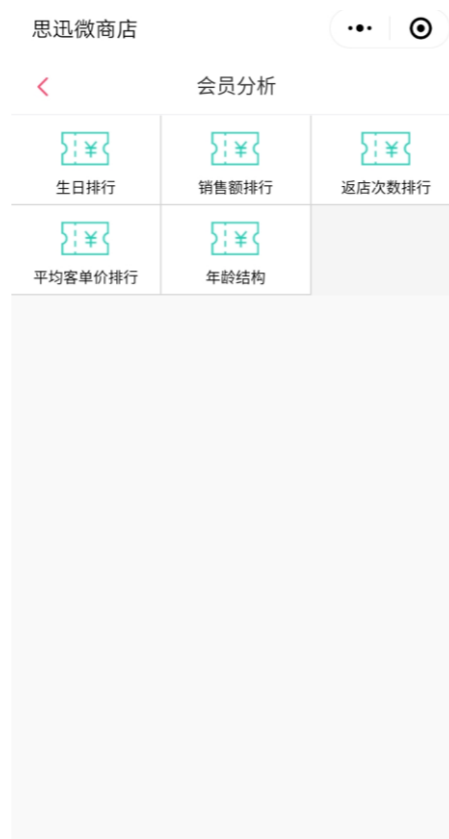 思迅微商店
会员分析
¥ ¥ ¥
生日排行 销售额排行 返店次数排行
¥ ¥
平均客单价排行 年龄结构